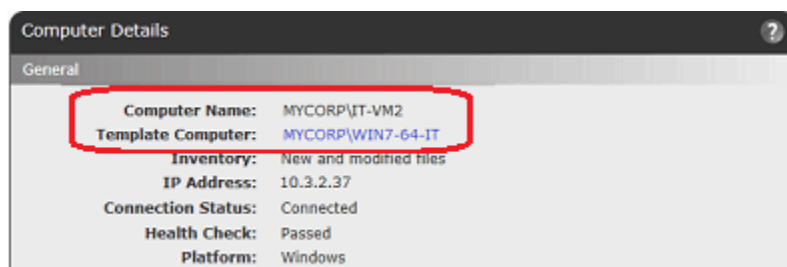 Computer Details ?
General
Computer Name: MYCORP\IT-VM2
Template Computer: MYCORP\WIN7-64-IT
Inventory: New and modified files
IP Address: 10.3.2.37
Connection Status: Connected
Health Check: Passed
Platform: Windows